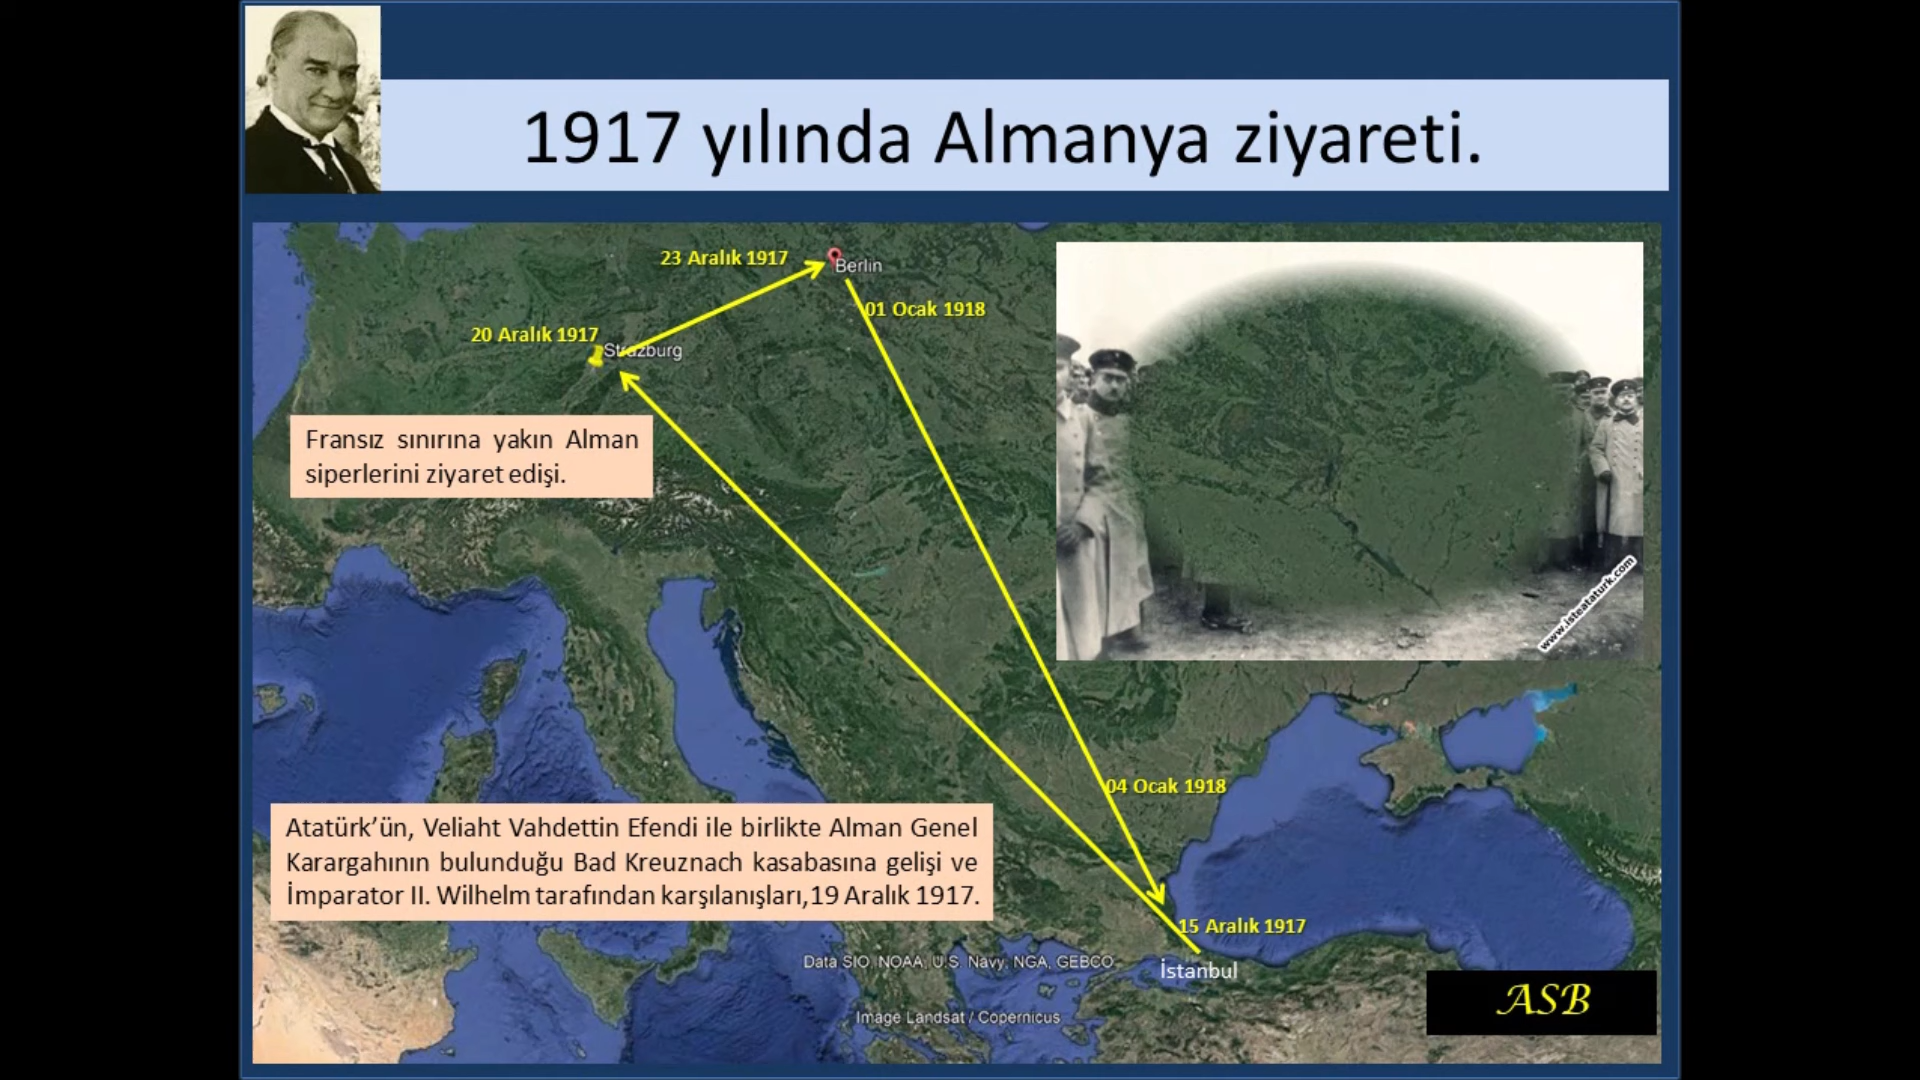 1917 yılında Almanya ziyareti.
23 Aralık 1917
Berlin
01 Ocak 1918
20 Aralık 1917
Strazburg
Fransız sınırına yakın Alman
siperlerini ziyaret edişi.
www.isteataturk.com
04 Ocak 1918
Atatürk’ün, Veliaht Vahdettin Efendi ile birlikte Alman Genel
Karargahının bulunduğu Bad Kreuznach kasabasına gelişi ve
İmparator II. Wilhelm tarafından karşılanışları,19 Aralık 1917.
15 Aralık 1917
Data SIO, NOAA, U.S. Navy, NGA, GEBCO
İstanbul
ASB
Image Landsat / Copernicus